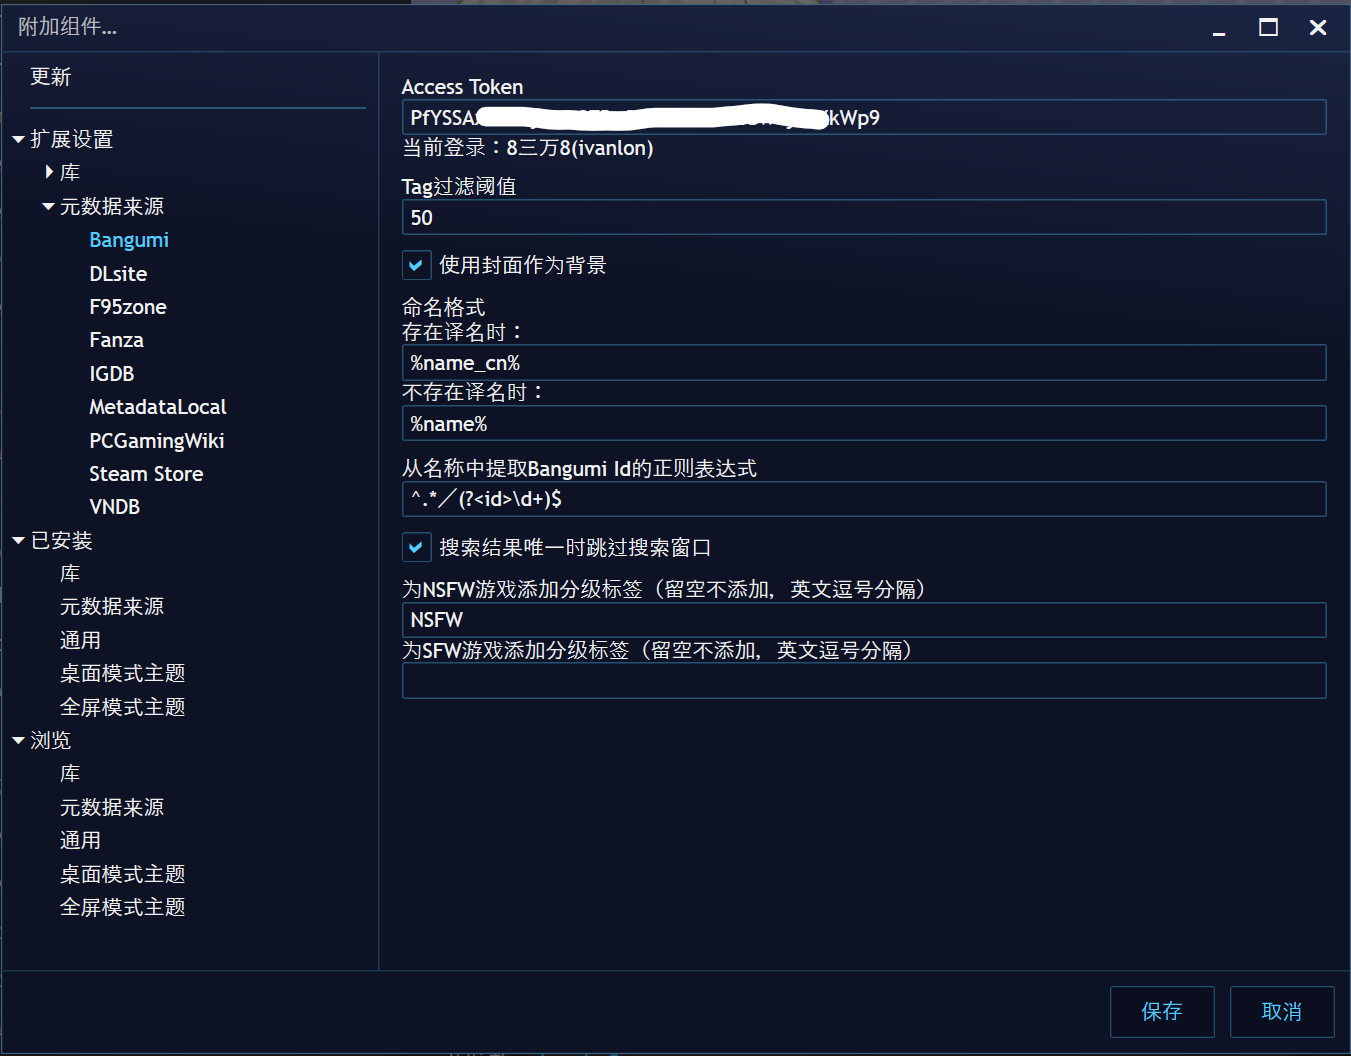 附加组件...
更新
扩展设置
库
元数据来源
Bangumi
DLsite
F95zone
Fanza
IGDB
MetadataLocal
PCGamingWiki
Steam Store
VNDB
已安装
库
元数据来源
通用
桌面模式主题
全屏模式主题
浏览
库
元数据来源
通用
桌面模式主题
全屏模式主题
Access Token
PfYSSA kWp9
当前登录：8三万8(ivanlon)
Tag过滤阈值
50
使用封面作为背景
命名格式
存在译名时：
%name_cn%
不存在译名时：
%name%
从名称中提取Bangumi Id的正则表达式
^.*／(?<id>\d+)$
搜索结果唯一时跳过搜索窗口
为NSFW游戏添加分级标签（留空不添加，英文逗号分隔）
NSFW
为SFW游戏添加分级标签（留空不添加，英文逗号分隔）
保存
取消